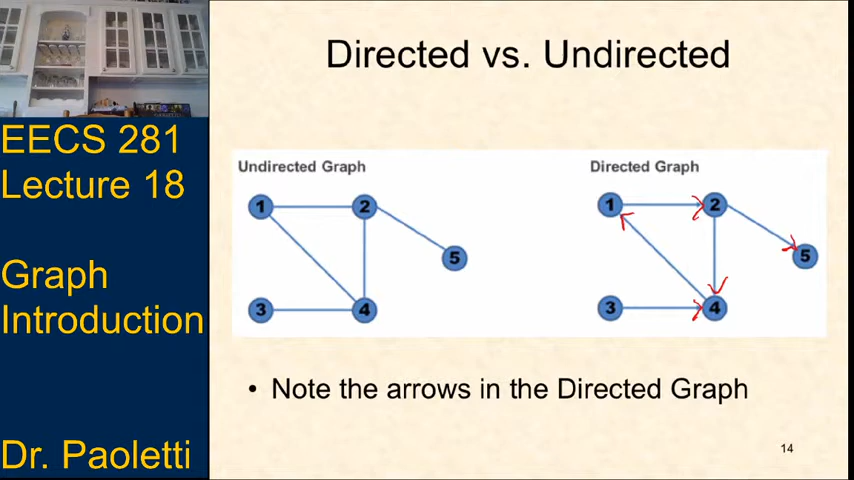 EECS 281
Lecture 18
Graph
Introduction
Dr. Paoletti
Directed vs. Undirected
Undirected Graph
1
2
5
3
4
Directed Graph
1
2
5
3
4
• Note the arrows in the Directed Graph
14